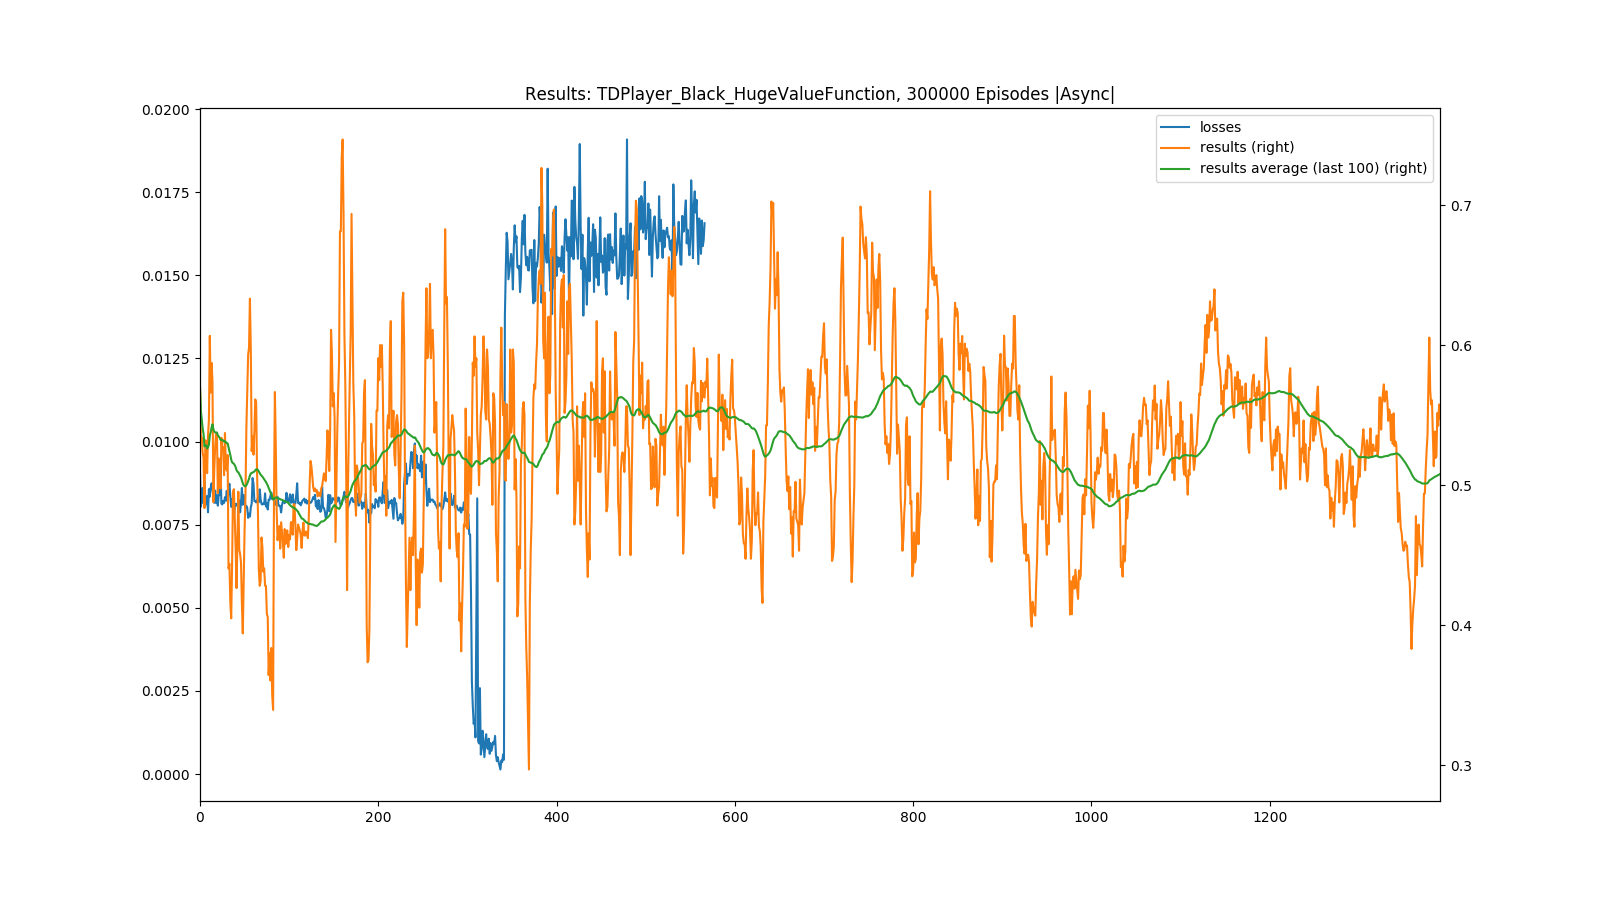 Results: TDPlayer_Black_HugeValueFunction, 300000 Episodes |Async|
losses
results (right)
results average (last 100) (right)
0.0200
0.0175
0.0150
0.0125
0.0100
0.0075
0.0050
0.0025
0.0000
0.7
0.6
0.5
0.4
0.3
0 200 400 600 800 1000 1200